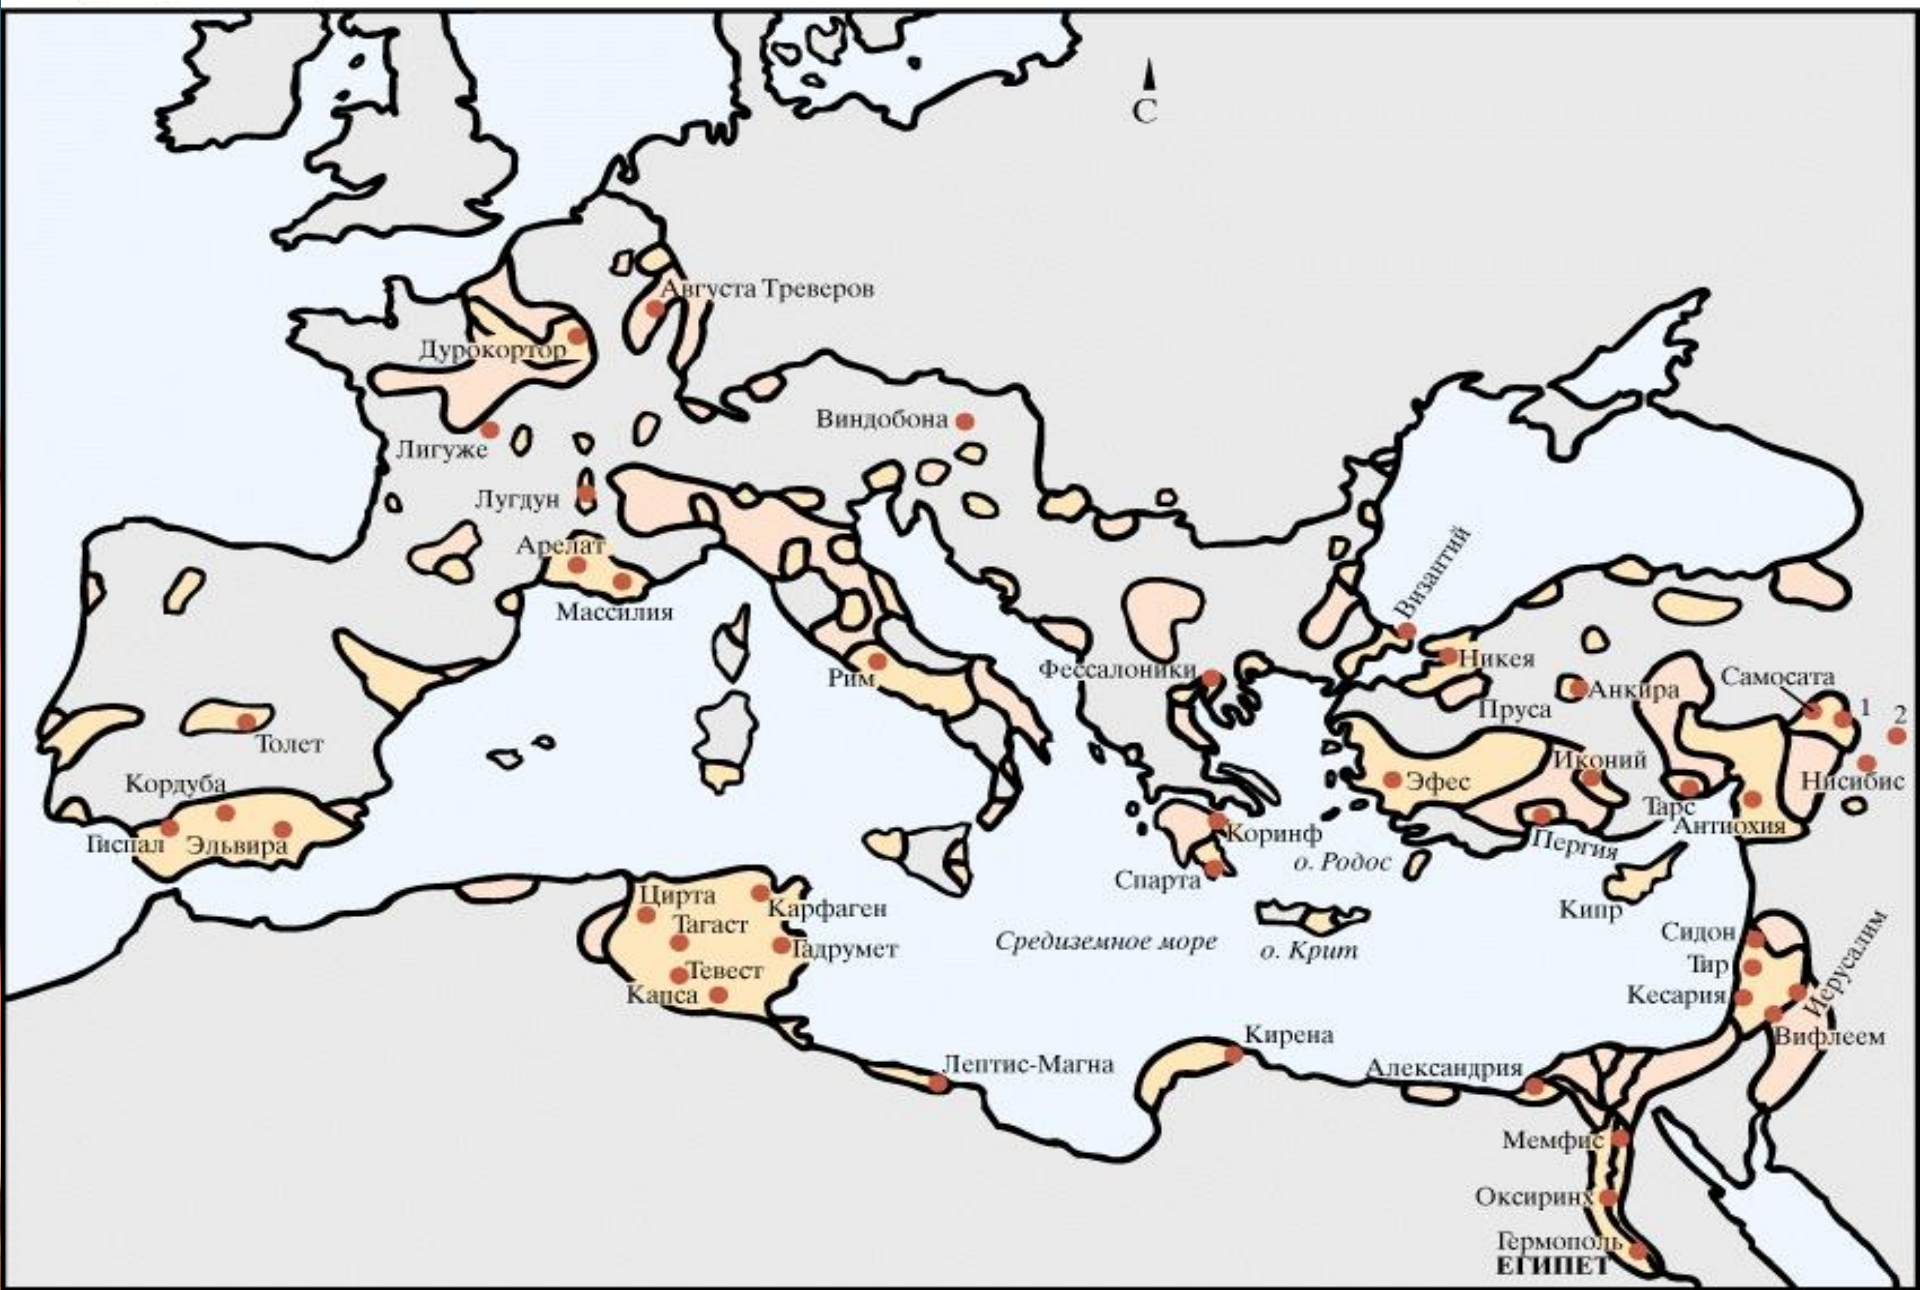 С
Августа Треверов
Дурокортор
Виндобона
Лигуже
Лугдун
Арелат
Массилия
Византий
Рим
Фессалоники
Никея
Анкира
Самосата
1
2
Пруса
Толет
Кордуба
Гиспал
Эльвира
Эфес
Иконий
Нисибис
Тарс
Антиохия
Коринф
Пергия
о. Родос
Спарта
Кипр
Цирта
Карфаген
Тагаст
Гадрумет
Тевест
Капса
Средиземное море
о. Крит
Сидон
Тир
Кесария
Иерусалим
Вифлеем
Кирена
Лептис-Магна
Александрия
Мемфис
Оксиринх
Гермополь
ЕГИПЕТ